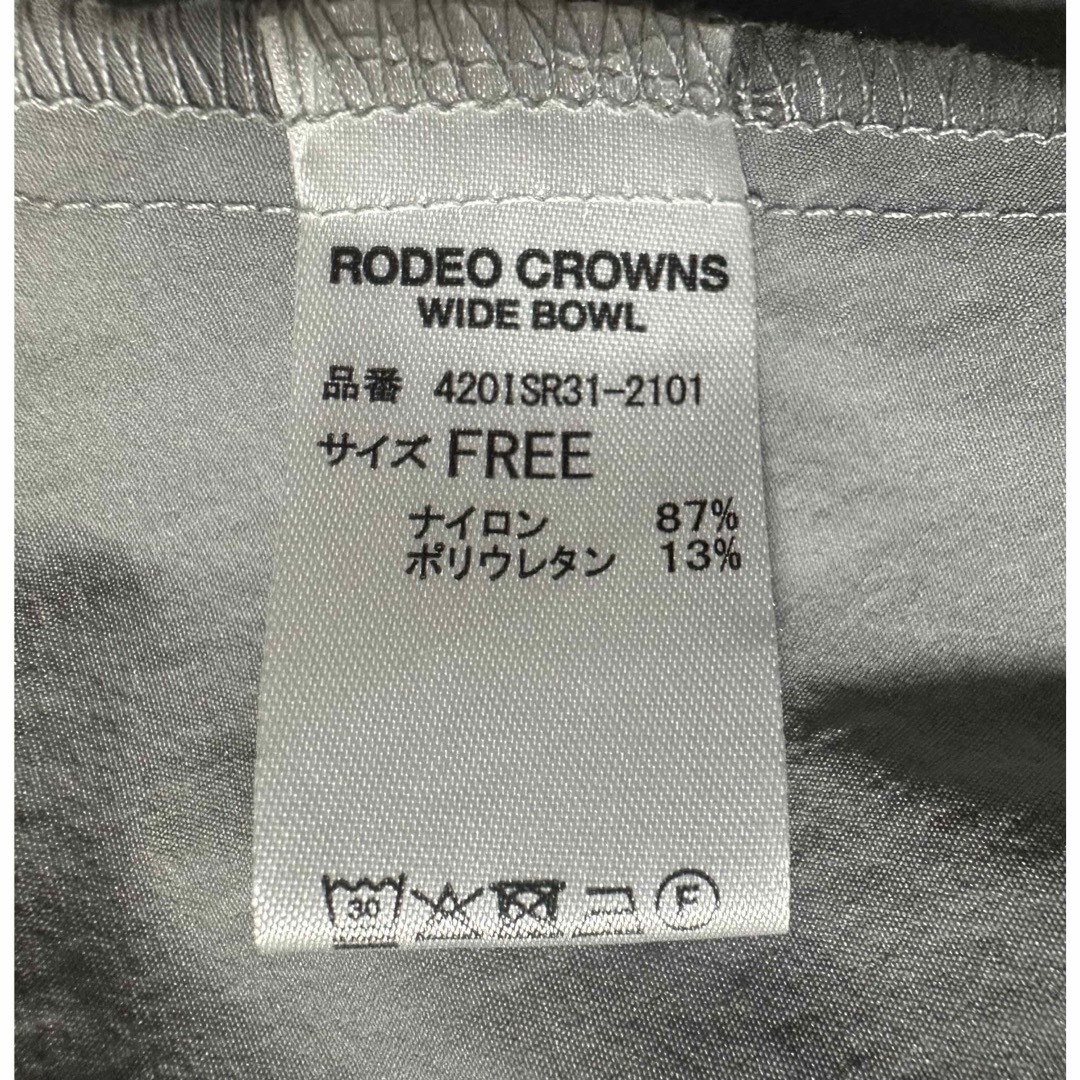 RODEO CROWNS
WIDE BOWL
品番 420ISR31-2101
サイズ FREE
ナイロン 87%
ポリウレタン 13%
30
F